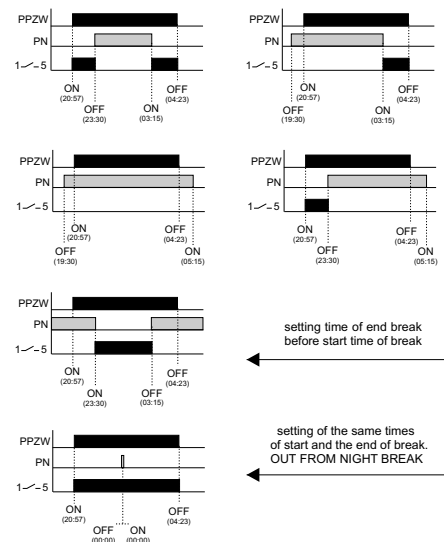 PPZW
PN
1 5
ON
(20:57)
OFF
(23:30)
ON
(03:15)
OFF
(04:23)
PPZW
PN
1 5
OFF
(19:30)
ON
(20:57)
ON
(03:15)
OFF
(04:23)
PPZW
PN
1 5
OFF
(19:30)
ON
(20:57)
OFF
(04:23)
ON
(05:15)
PPZW
PN
1 5
ON
(20:57)
OFF
(23:30)
OFF
(04:23)
ON
(05:15)
PPZW
PN
1 5
ON
(20:57)
ON
(23:30)
OFF
(03:15)
OFF
(04:23)
setting time of end break
before start time of break
PPZW
PN
1 5
ON
(20:57)
OFF
(00:00)
ON
(00:00)
OFF
(04:23)
setting of the same times
of start and the end of break.
OUT FROM NIGHT BREAK